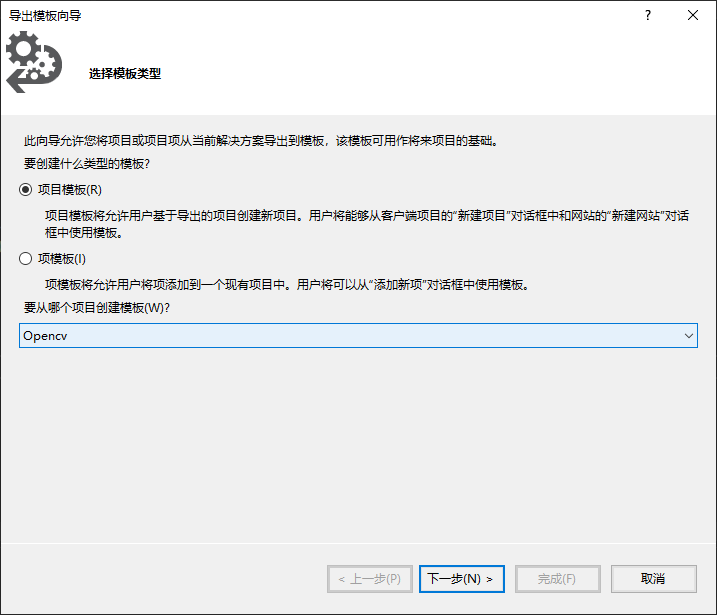 导出模板向导
?
选择模板类型
此向导允许您将项目或项目项从当前解决方案导出到模板，该模板可用作将来项目的基础。
要创建什么类型的模板?
项目模板(R)
项目模板将允许用户基于导出的项目创建新项目。用户将能够从客户端项目的“新建项目”对话框中和网站的“新建网站”对话
框中使用模板。
项模板(I)
项模板将允许用户将项添加到一个现有项目中。用户将可以从“添加新项”对话框中使用模板。
要从哪个项目创建模板(W)?
Opencv
< 上一步(P)
下一步(N) >
完成(F)
取消